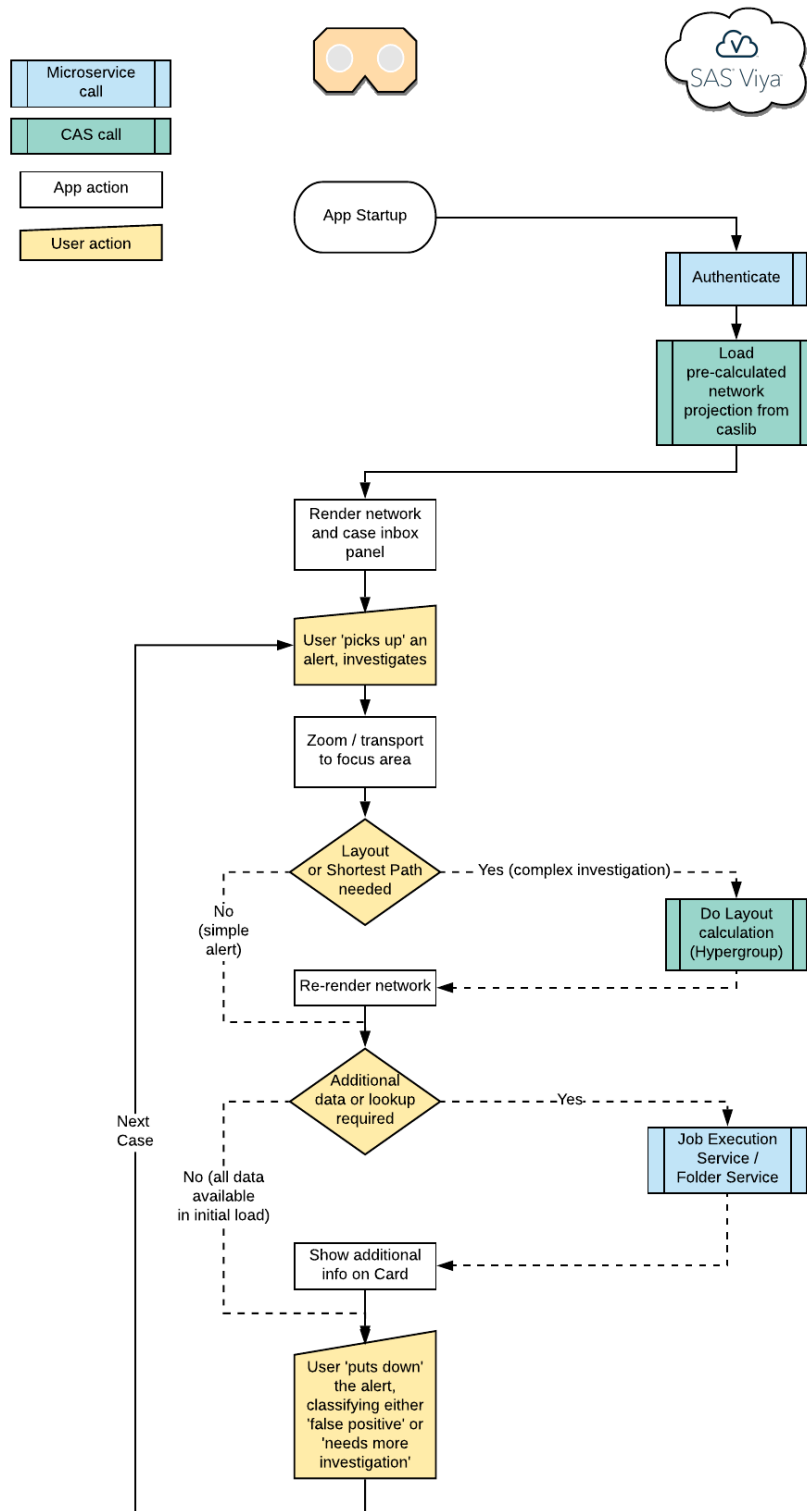 Microservice
call
CAS call
App action
User action
SAS Viya
App Startup
Authenticate
Load
pre-calculated
network
projection from
caslib
Render network
and case inbox
panel
User 'picks up' an
alert, investigates
Zoom / transport
to focus area
Layout
or Shortest Path
needed
Yes (complex investigation)
No
(simple
alert)
Do Layout
calculation
(Hypergroup)
Re-render network
Additional
data or lookup
required
Yes
Next
Case
Job Execution
Service /
Folder Service
No (all data
available
in initial load)
Show additional
info on Card
User 'puts down'
the alert,
classifying either
'false positive' or
'needs more
investigation'